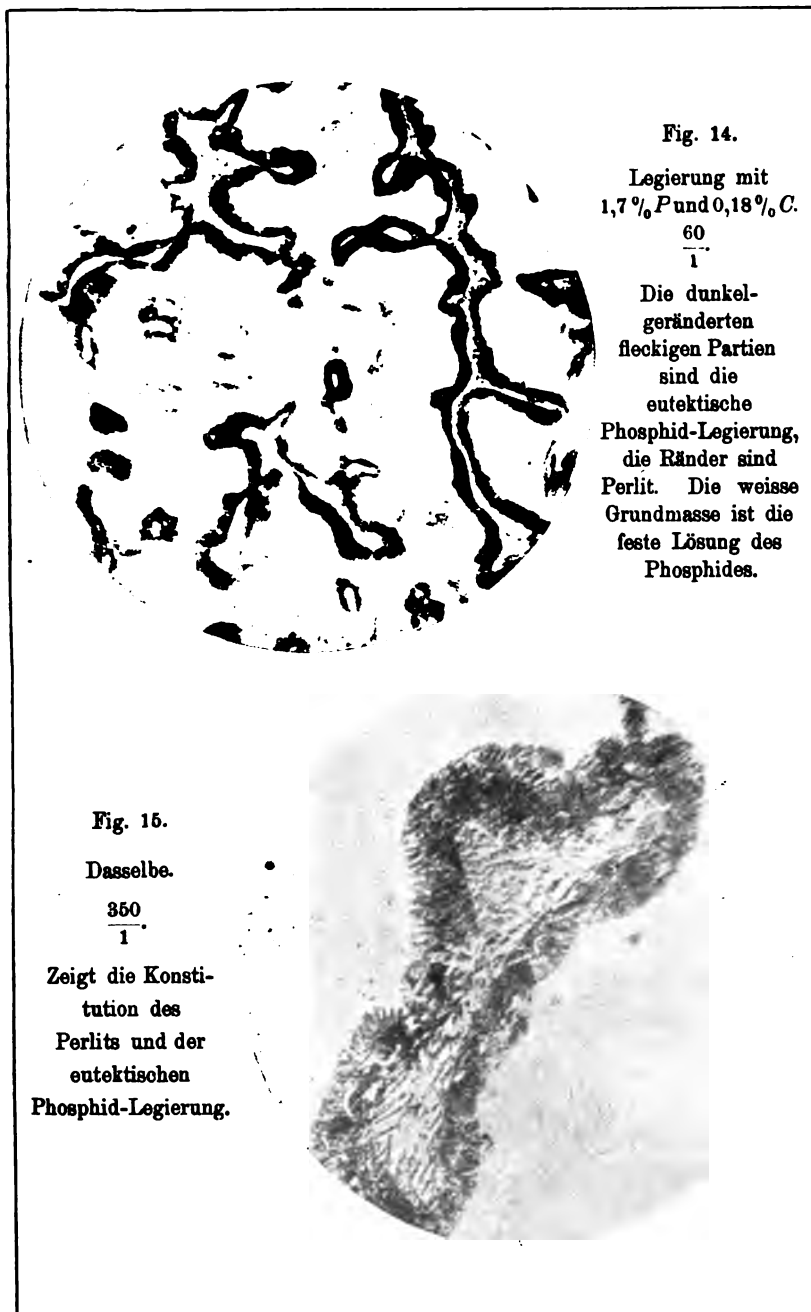 Fig. 14.
Legierung mit
1,7 % P und 0,18 % C.
60
1.
Die dunkel-
geränderten
fleckigen Partien
sind die
eutektische
Phosphid-Legierung,
die Ränder sind
Perlit. Die weisse
Grundmasse ist die
feste Lösung des
Phosphides.
Fig. 15.
Dasselbe.
350
1.
Zeigt die Konsti-
tution des
Perlits und der
eutektischen
Phosphid-Legierung.